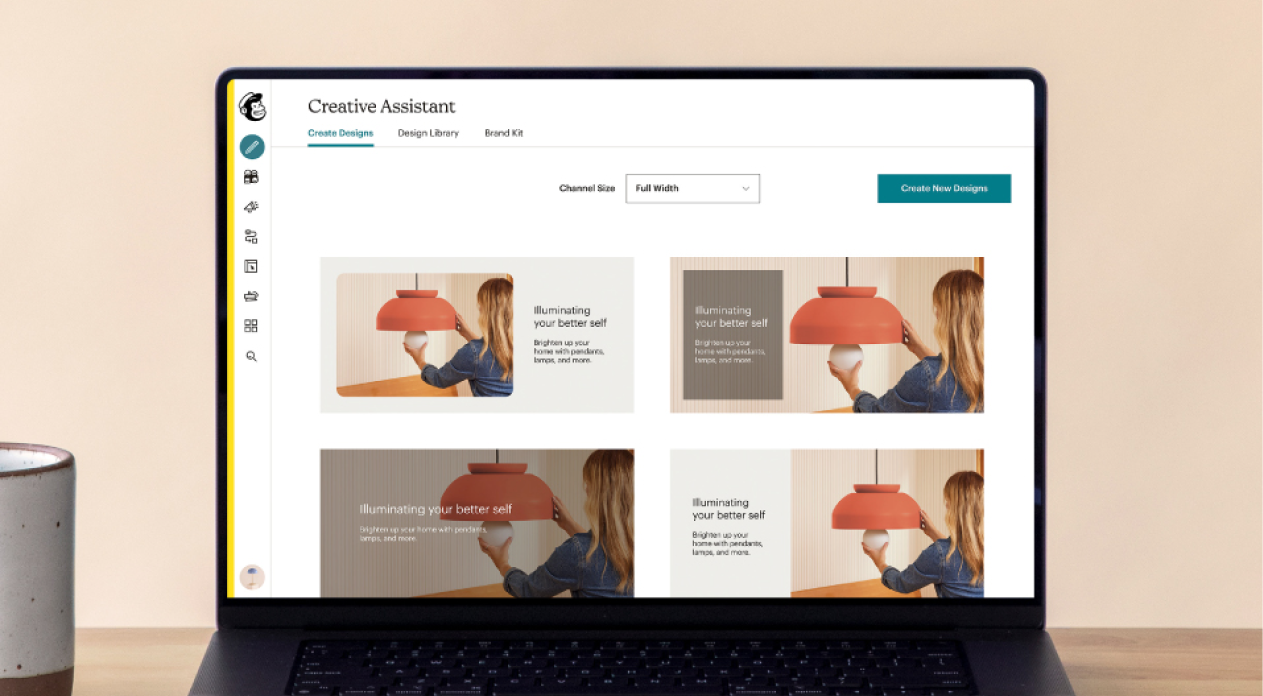 Creative Assistant
Create Designs
Design Library
Brand Kit
Channel Size
Full Width
Create New Designs
Illuminating
your better self
Brighten up your
home with pendants,
lamps, and more.
Illuminating
your better self
Brighten up your
home with pendants,
lamps, and more.
Illuminating your better self
Brighten up your home with pendants,
lamps, and more.
Illuminating
your better self
Brighten up your
home with pendants,
lamps, and more.